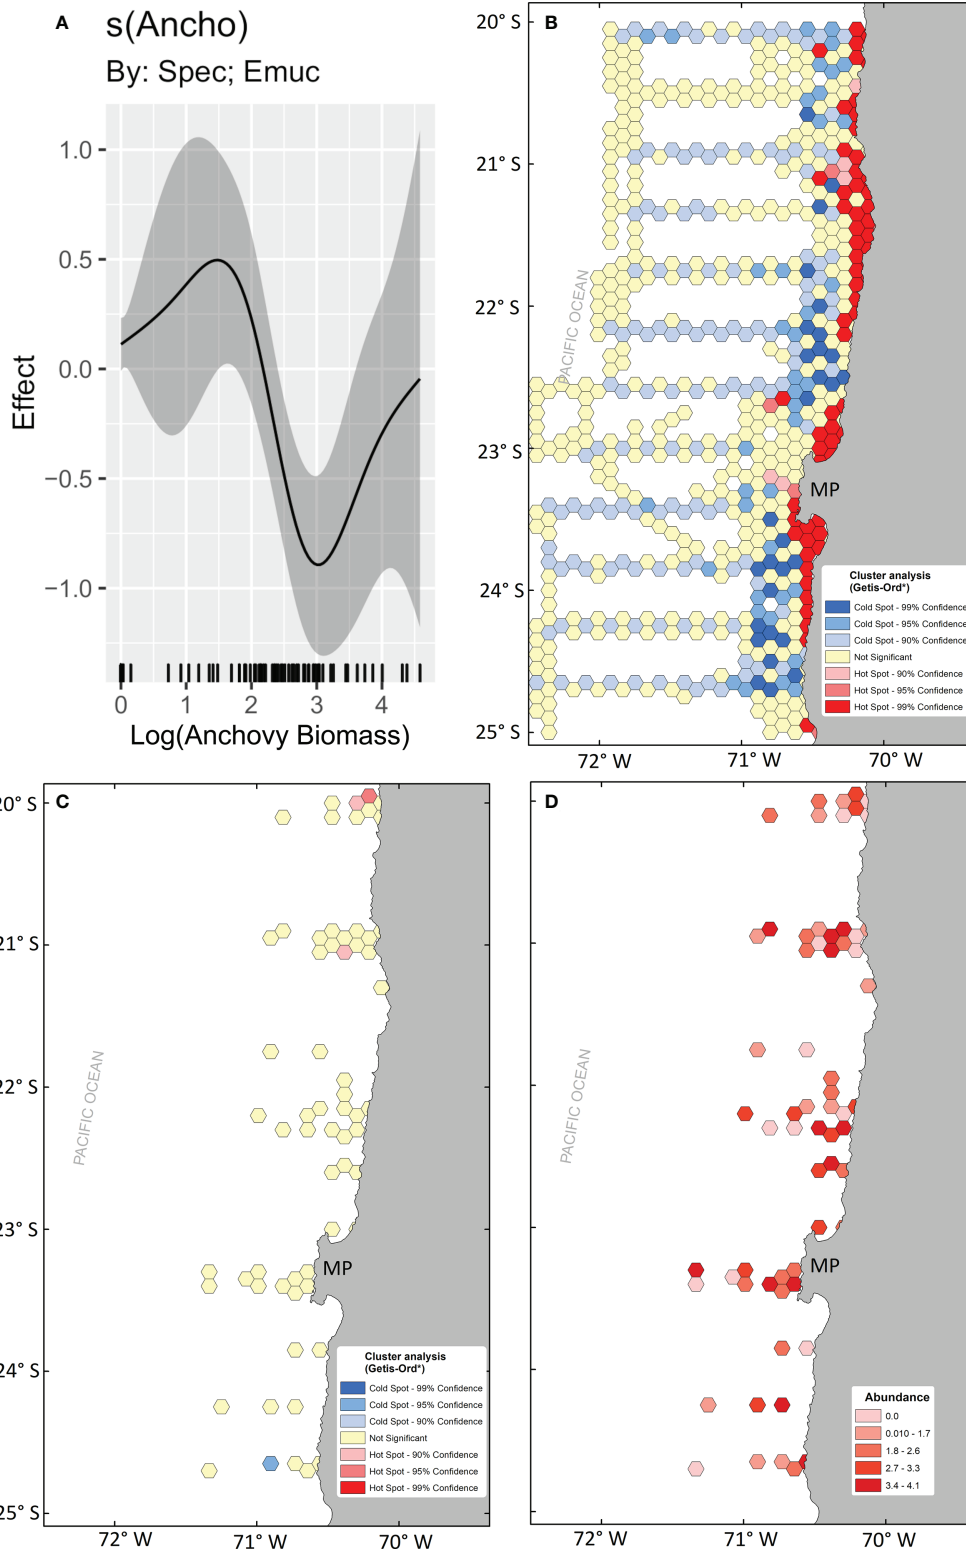 A
s(Ancho)
By: Spec; Emuc
1.0
0.5
0.0
−0.5
−1.0
Effect
0 1 2 3 4
Log(Anchovy Biomass)
B
20° S
21° S
22° S
23° S
24° S
25° S
PACIFIC OCEAN
MP
Cluster analysis
(Getis-Ord*)
Cold Spot - 99% Confidence
Cold Spot - 95% Confidence
Cold Spot - 90% Confidence
Not Significant
Hot Spot - 90% Confidence
Hot Spot - 95% Confidence
Hot Spot - 99% Confidence
72° W 71° W 70° W
C
20° S
21° S
22° S
23° S
24° S
25° S
PACIFIC OCEAN
MP
Cluster analysis
(Getis-Ord*)
Cold Spot - 99% Confidence
Cold Spot - 95% Confidence
Cold Spot - 90% Confidence
Not Significant
Hot Spot - 90% Confidence
Hot Spot - 95% Confidence
Hot Spot - 99% Confidence
72° W 71° W 70° W
D
PACIFIC OCEAN
MP
Abundance
0.0
0.010 - 1.7
1.8 - 2.6
2.7 - 3.3
3.4 - 4.1
72° W 71° W 70° W